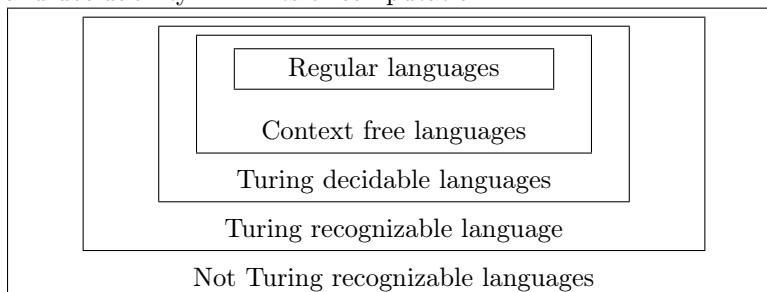 Regular languages
Context free languages
Turing decidable languages
Turing recognizable language
Not Turing recognizable languages